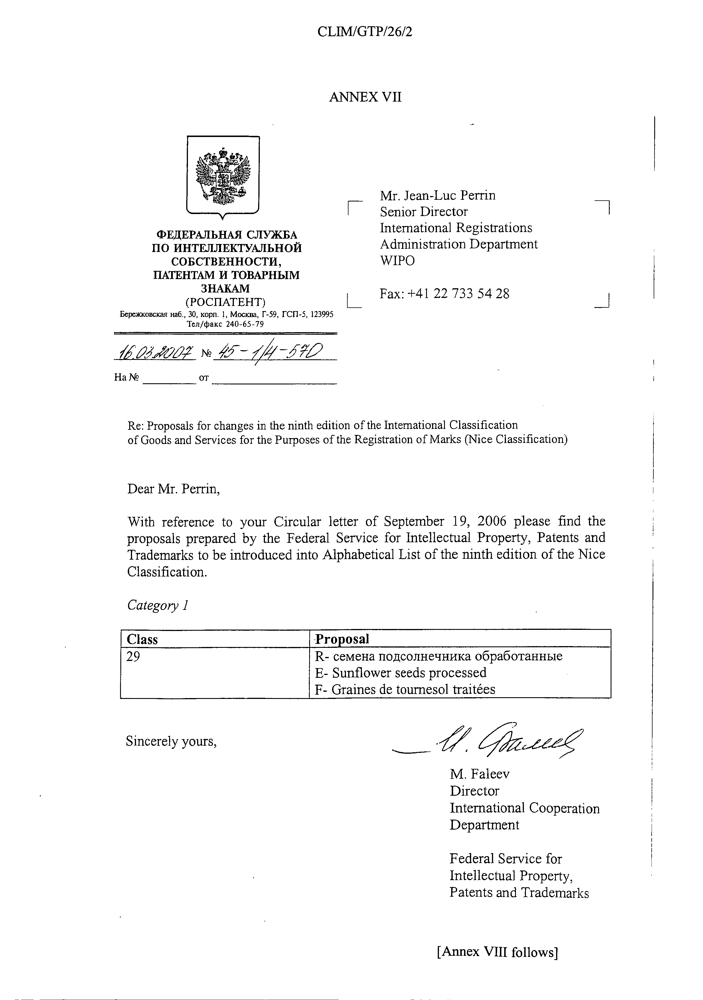 CLIM/GTP/26/2
ANNEX VII
ФЕДЕРАЛЬНАЯ СЛУЖБА
ПО ИНТЕЛЛЕКТУАЛЬНОЙ
СОБСТВЕННОСТИ,
ПАТЕНТАМ И ТОВАРНЫМ
ЗНАКАМ
(РОСПАТЕНТ)
Бережковская наб., 30, корп. 1, Москва, Г-59, ГСП-5, 123995
Тел/факс 240-65-79
16.03.2007 № 45-1/4-570
На № от
Mr. Jean-Luc Perrin
Senior Director
International Registrations
Administration Department
WIPO
Fax: +41 22 733 54 28
Re: Proposals for changes in the ninth edition of the International Classification
of Goods and Services for the Purposes of the Registration of Marks (Nice Classification)
Dear Mr. Perrin,
With reference to your Circular letter of September 19, 2006 please find the
proposals prepared by the Federal Service for Intellectual Property, Patents and
Trademarks to be introduced into Alphabetical List of the ninth edition of the Nice
Classification.
Category 1
Class Proposal
29 R- семена подсолнечника обработанные
E- Sunflower seeds processed
F- Graines de tournesol traitées
Sincerely yours,
M. Faleev
Director
International Cooperation
Department
Federal Service for
Intellectual Property,
Patents and Trademarks
[Annex VIII follows]